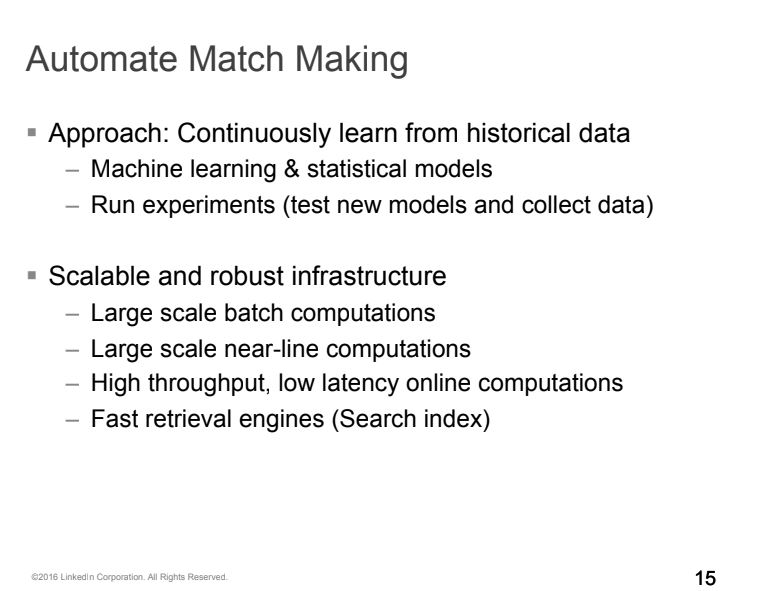 Automate Match Making
▪ Approach: Continuously learn from historical data
– Machine learning & statistical models
– Run experiments (test new models and collect data)
▪ Scalable and robust infrastructure
– Large scale batch computations
– Large scale near-line computations
– High throughput, low latency online computations
– Fast retrieval engines (Search index)
©2016 LinkedIn Corporation. All Rights Reserved.
15